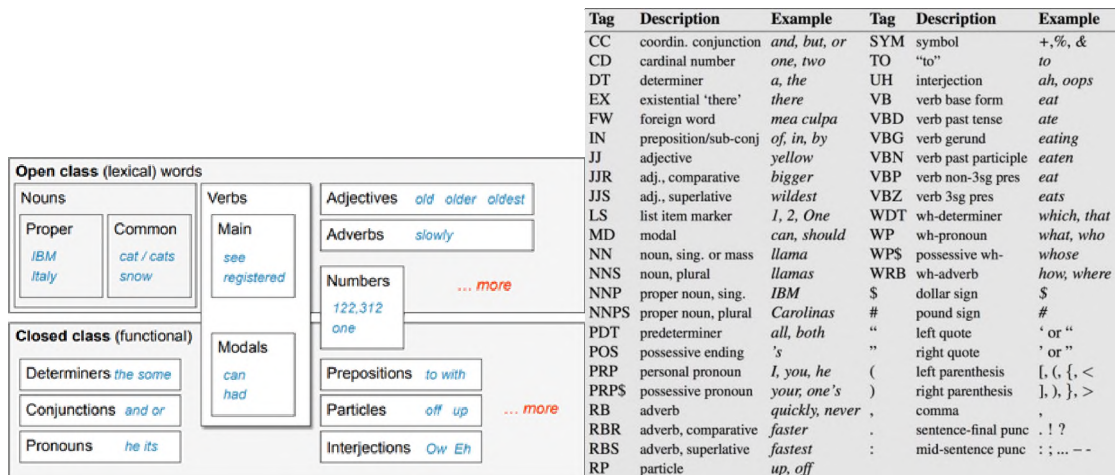 Open class (lexical) words
Nouns
Proper
IBM
Italy
Common
cat / cats
snow
Verbs
Main
see
registered
Adjectives old older oldest
Adverbs slowly
Numbers
122,312
one
... more
Closed class (functional)
Modals
can
had
Determiners the some
Conjunctions and or
Pronouns he its
Prepositions to with
Particles off up
Interjections Ow Eh
... more
Tag Description Example Tag Description Example
CC coordin. conjunction and, but, or SYM symbol +,%, &
CD cardinal number one, two TO “to” to
DT determiner a, the UH interjection ah, oops
EX existential ‘there’ there VB verb base form eat
FW foreign word mea culpa VBD verb past tense ate
IN preposition/sub-conj of, in, by VBG verb gerund eating
JJ adjective yellow VBN verb past participle eaten
JJR adj., comparative bigger VBP verb non-3sg pres eat
JJS adj., superlative wildest VBZ verb 3sg pres eats
LS list item marker 1, 2, One WDT wh-determiner which, that
MD modal can, should WP wh-pronoun what, who
NN noun, sing. or mass llama WP$ possessive wh- whose
NNS noun, plural llamas WRB wh-adverb how, where
NNP proper noun, sing. IBM $ dollar sign $
NNPS proper noun, plural Carolinas # pound sign #
PDT predeterminer all, both “ left quote ‘ or “
POS possessive ending ’s ” right quote ’ or ”
PRP personal pronoun I, you, he ( left parenthesis [, (, {, <
PRP$ possessive pronoun your, one’s ) right parenthesis ], ), }, >
RB adverb quickly, never , comma ,
RBR adverb, comparative faster . sentence-final punc . ! ?
RBS adverb, superlative fastest : mid-sentence punc : ; ... – -
RP particle up, off